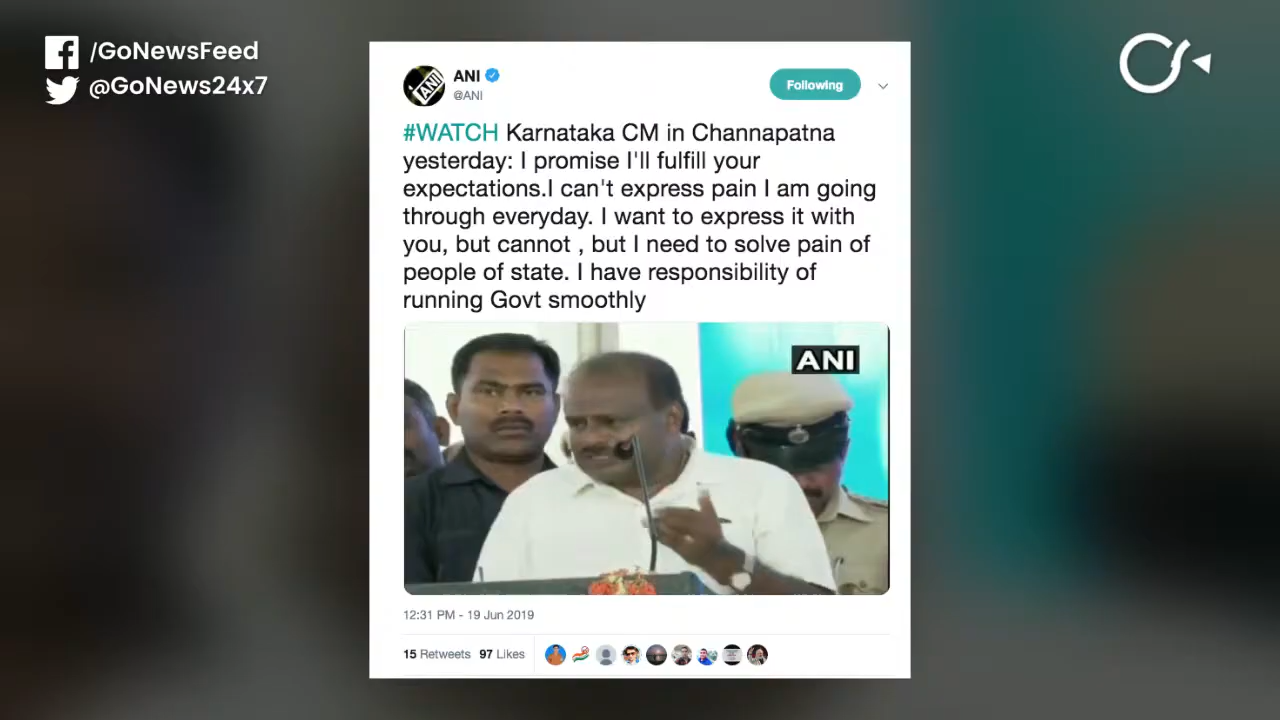 /GoNewsFeed
@GoNews24x7
ANI
@ANI
Following
#WATCH Karnataka CM in Channapatna
yesterday: I promise I'll fulfill your
expectations.I can't express pain I am going
through everyday. I want to express it with
you, but cannot , but I need to solve pain of
people of state. I have responsibility of
running Govt smoothly
ANI
12:31 PM - 19 Jun 2019
15 Retweets 97 Likes